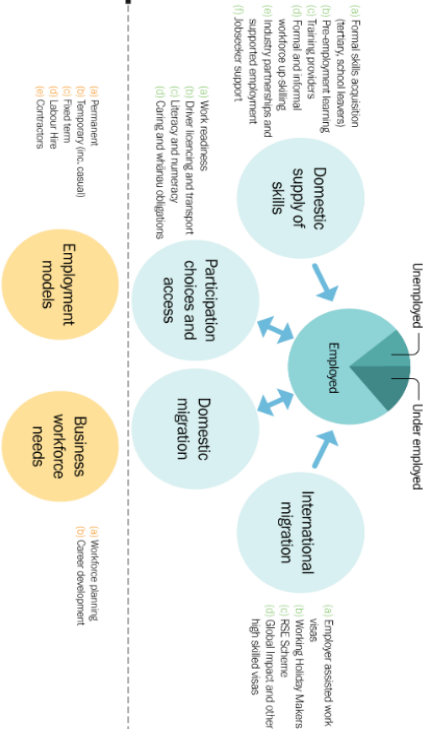 Unemployed
Under employed
Employed
(a) Formal skills acquisition
(tertiary, school leavers)
(b) Pre-employment learning
(c) Training providers
(d) Formal and informal
workforce up skilling
(e) Industry partnerships and
supported employment
(f) Jobseeker support
Domestic
supply of
skills
International
migration
(a) Employer assisted work
visas
(b) Working Holiday Makers
(c) RSE Scheme
(d) Global Impact and other
high skilled visas
(a) Work readiness
(b) Driver licencing and transport
(c) Literacy and numeracy
(d) Caring and whānau obligations
Participation
choices and
access
Domestic
migration
(a) Permanent
(b) Temporary (inc. casual)
(c) Fixed term
(d) Labour Hire
(e) Contractors
Employment
models
Business
workforce
needs
(a) Workforce planning
(b) Career development